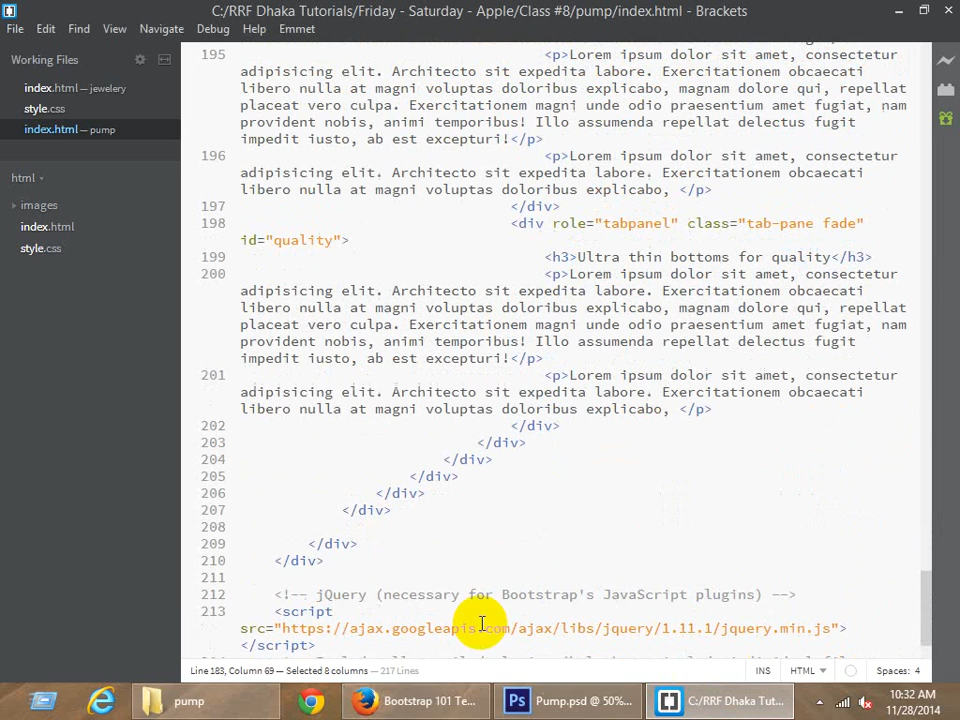 C:/RRF Dhaka Tutorials/Friday - Saturday - Apple/Class #8/pump/index.html - Brackets
File Edit Find View Navigate Debug Help Emmet
Working Files
index.html — jewelery
style.css
index.html — pump
html
images
index.html
style.css
195 <p>Lorem ipsum dolor sit amet, consectetur
adipisicing elit. Architecto sit expedita labore. Exercitationem obcaecati
libero nulla at magni voluptas doloribus explicabo, magnam dolore qui, repellat
placeat vero culpa. Exercitationem magni unde odio praesentium amet fugiat, nam
provident nobis, animi temporibus! Illo assumenda repellat delectus fugit
impedit iusto, ab est excepturi!</p>
196 <p>Lorem ipsum dolor sit amet, consectetur
adipisicing elit. Architecto sit expedita labore. Exercitationem obcaecati
libero nulla at magni voluptas doloribus explicabo, </p>
197 </div>
198 <div role="tabpanel" class="tab-pane fade"
id="quality">
199 <h3>Ultra thin bottoms for quality</h3>
200 <p>Lorem ipsum dolor sit amet, consectetur
adipisicing elit. Architecto sit expedita labore. Exercitationem obcaecati
libero nulla at magni voluptas doloribus explicabo, magnam dolore qui, repellat
placeat vero culpa. Exercitationem magni unde odio praesentium amet fugiat, nam
provident nobis, animi temporibus! Illo assumenda repellat delectus fugit
impedit iusto, ab est excepturi!</p>
201 <p>Lorem ipsum dolor sit amet, consectetur
adipisicing elit. Architecto sit expedita labore. Exercitationem obcaecati
libero nulla at magni voluptas doloribus explicabo, </p>
202 </div>
203 </div>
204 </div>
205 </div>
206 </div>
207 </div>
208
209 </div>
210 </div>
211
212 <!-- jQuery (necessary for Bootstrap's JavaScript plugins) -->
213 <script
src="https://ajax.googleapis.com/ajax/libs/jquery/1.11.1/jquery.min.js">
</script>
Line 183, Column 69 — Selected 8 columns — 217 Lines INS HTML Spaces: 4
pump Bootstrap 101 Te... Pump.psd @ 50%... C:/RRF Dhaka Tut... 10:32 AM
11/28/2014